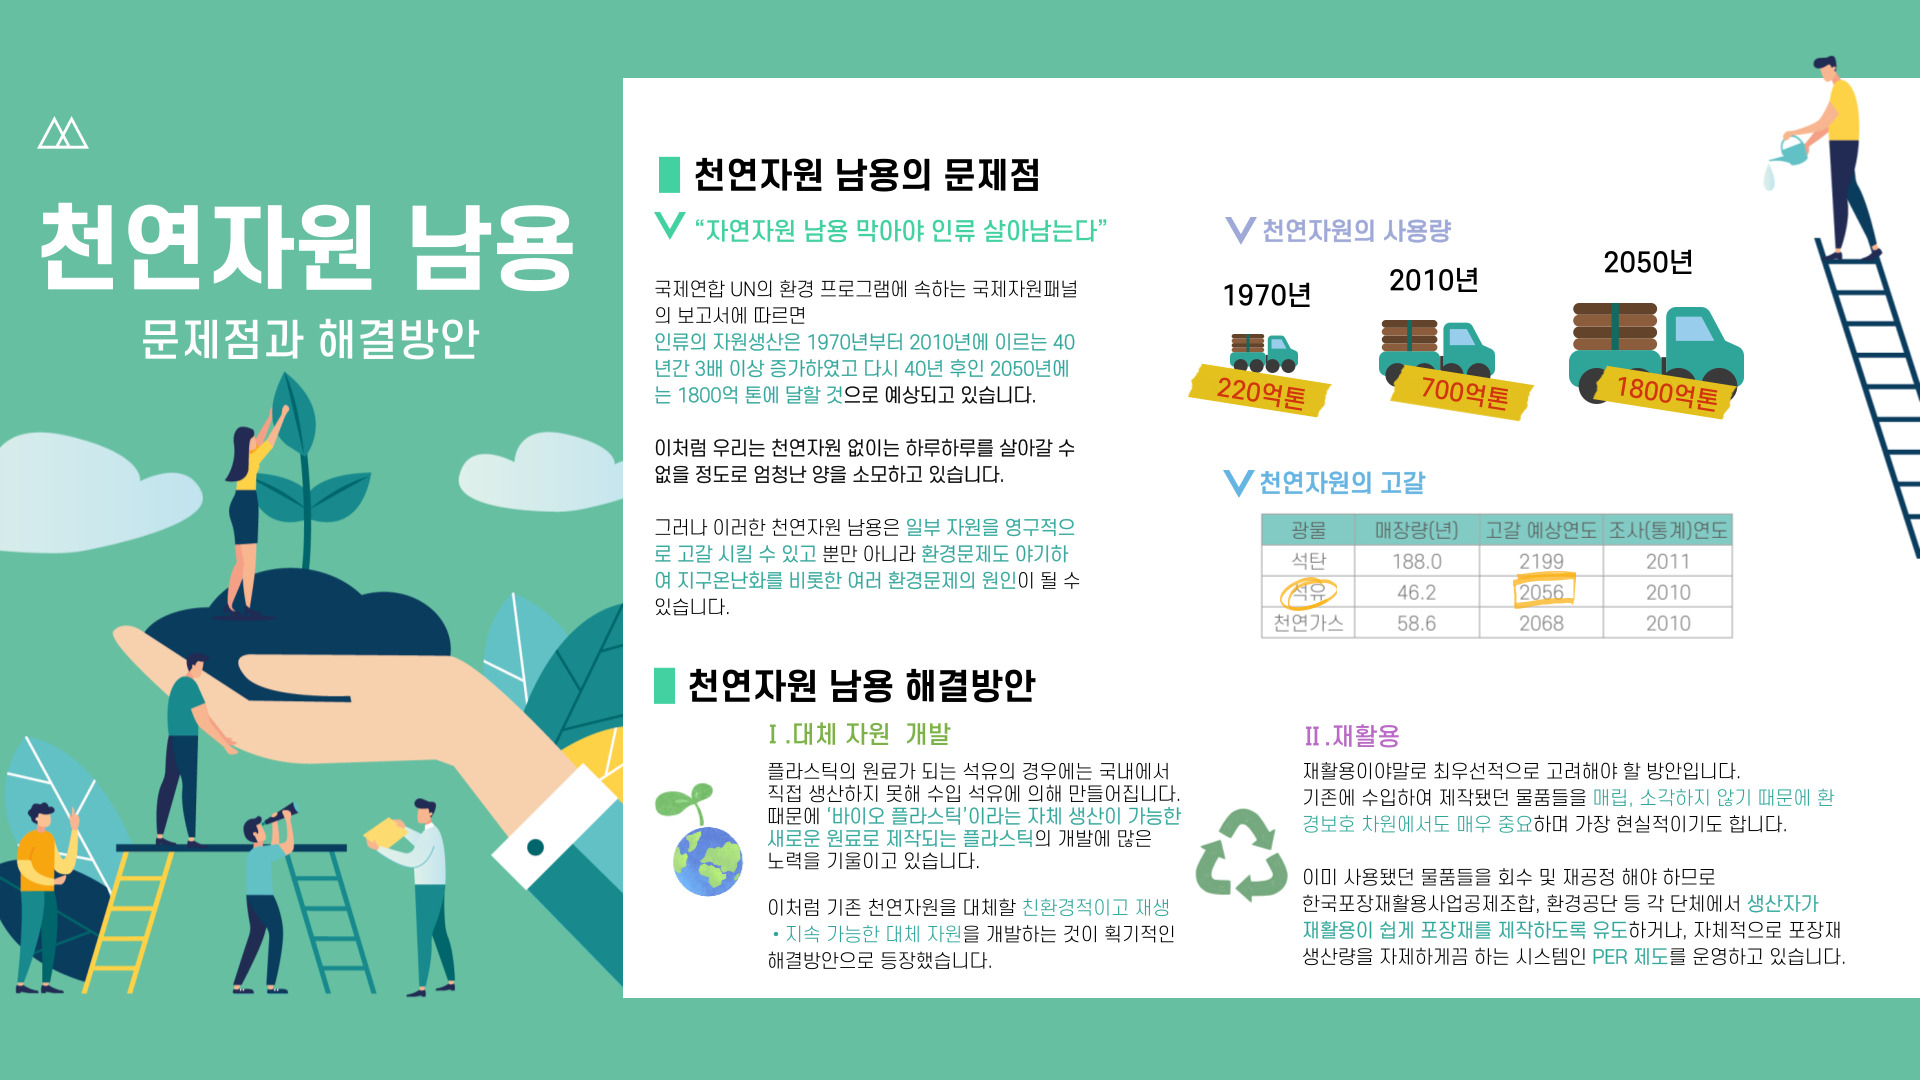 천연자원 남용
문제점과 해결방안
천연자원 남용의 문제점
“자연자원 남용 막아야 인류 살아남는다”
국제연합 UN의 환경 프로그램에 속하는 국제자원패널
의 보고서에 따르면
인류의 자원생산은 1970년부터 2010년에 이르는 40
년간 3배 이상 증가하였고 다시 40년 후인 2050년에
는 1800억 톤에 달할 것으로 예상되고 있습니다.
이처럼 우리는 천연자원 없이는 하루하루를 살아갈 수
없을 정도로 엄청난 양을 소모하고 있습니다.
그러나 이러한 천연자원 남용은 일부 자원을 영구적으
로 고갈 시킬 수 있고 뿐만 아니라 환경문제도 야기하
여 지구온난화를 비롯한 여러 환경문제의 원인이 될 수
있습니다.
천연자원의 사용량
1970년 2010년 2050년
220억톤 700억톤 1800억톤
천연자원의 고갈
광물 매장량(년) 고갈 예상연도 조사(통계)연도
석탄 188.0 2199 2011
석유 46.2 2056 2010
천연가스 58.6 2068 2010
천연자원 남용 해결방안
Ⅰ.대체 자원 개발
플라스틱의 원료가 되는 석유의 경우에는 국내에서
직접 생산하지 못해 수입 석유에 의해 만들어집니다.
때문에 ‘바이오 플라스틱’이라는 자체 생산이 가능한
새로운 원료로 제작되는 플라스틱의 개발에 많은
노력을 기울이고 있습니다.
이처럼 기존 천연자원을 대체할 친환경적이고 재생
•지속 가능한 대체 자원을 개발하는 것이 획기적인
해결방안으로 등장했습니다.
Ⅱ.재활용
재활용이야말로 최우선적으로 고려해야 할 방안입니다.
기존에 수입하여 제작됐던 물품들을 매립, 소각하지 않기 때문에 환
경보호 차원에서도 매우 중요하며 가장 현실적이기도 합니다.
이미 사용됐던 물품들을 회수 및 재공정 해야 하므로
한국포장재활용사업공제조합, 환경공단 등 각 단체에서 생산자가
재활용이 쉽게 포장재를 제작하도록 유도하거나, 자체적으로 포장재
생산량을 자제하게끔 하는 시스템인 PER 제도를 운영하고 있습니다.